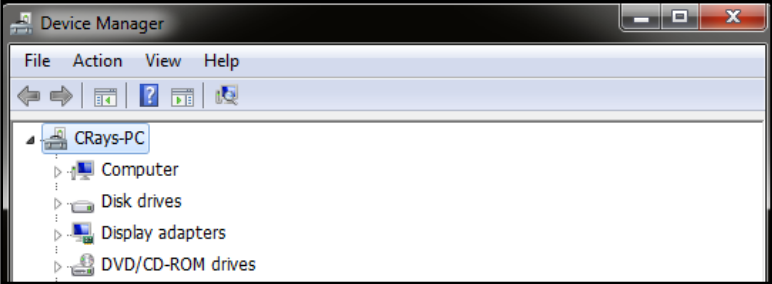 Device Manager
File Action View Help
CRays-PC
Computer
Disk drives
Display adapters
DVD/CD-ROM drives